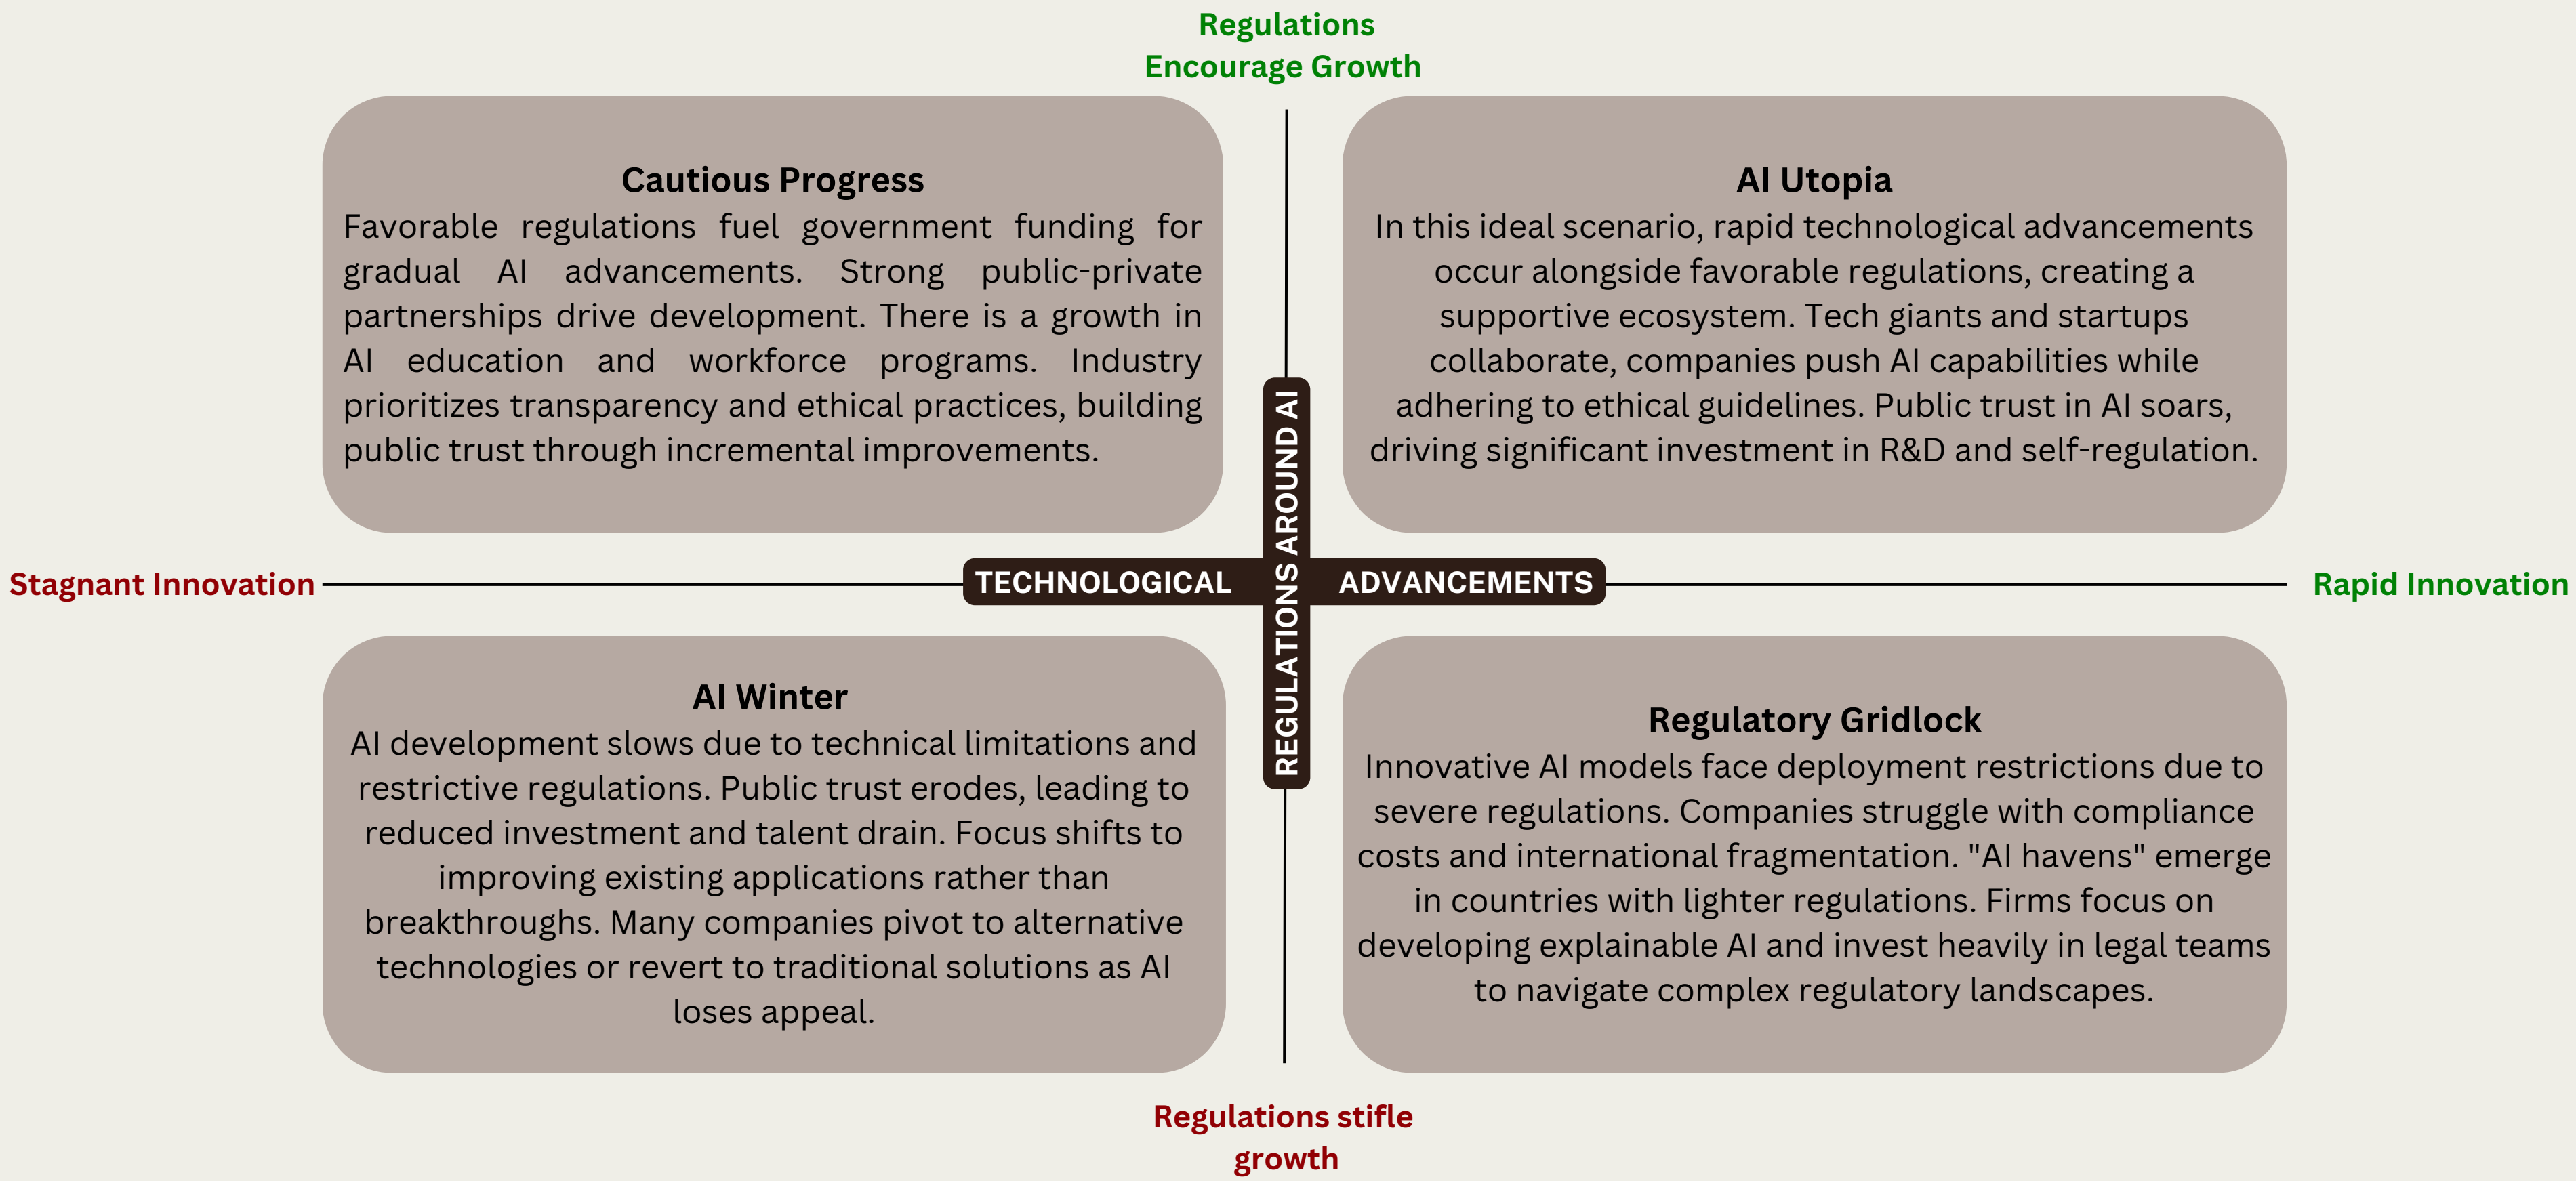 Regulations
Encourage Growth
Cautious Progress
Favorable regulations fuel government funding for
gradual AI advancements. Strong public-private
partnerships drive development. There is a growth in
AI education and workforce programs. Industry
prioritizes transparency and ethical practices, building
public trust through incremental improvements.
AI Utopia
In this ideal scenario, rapid technological advancements
occur alongside favorable regulations, creating a
supportive ecosystem. Tech giants and startups
collaborate, companies push AI capabilities while
adhering to ethical guidelines. Public trust in AI soars,
driving significant investment in R&D and self-regulation.
REGULATIONS AROUND AI
Stagnant Innovation
TECHNOLOGICAL ADVANCEMENTS
Rapid Innovation
AI Winter
AI development slows due to technical limitations and
restrictive regulations. Public trust erodes, leading to
reduced investment and talent drain. Focus shifts to
improving existing applications rather than
breakthroughs. Many companies pivot to alternative
technologies or revert to traditional solutions as AI
loses appeal.
Regulatory Gridlock
Innovative AI models face deployment restrictions due to
severe regulations. Companies struggle with compliance
costs and international fragmentation. "AI havens" emerge
in countries with lighter regulations. Firms focus on
developing explainable AI and invest heavily in legal teams
to navigate complex regulatory landscapes.
Regulations stifle
growth